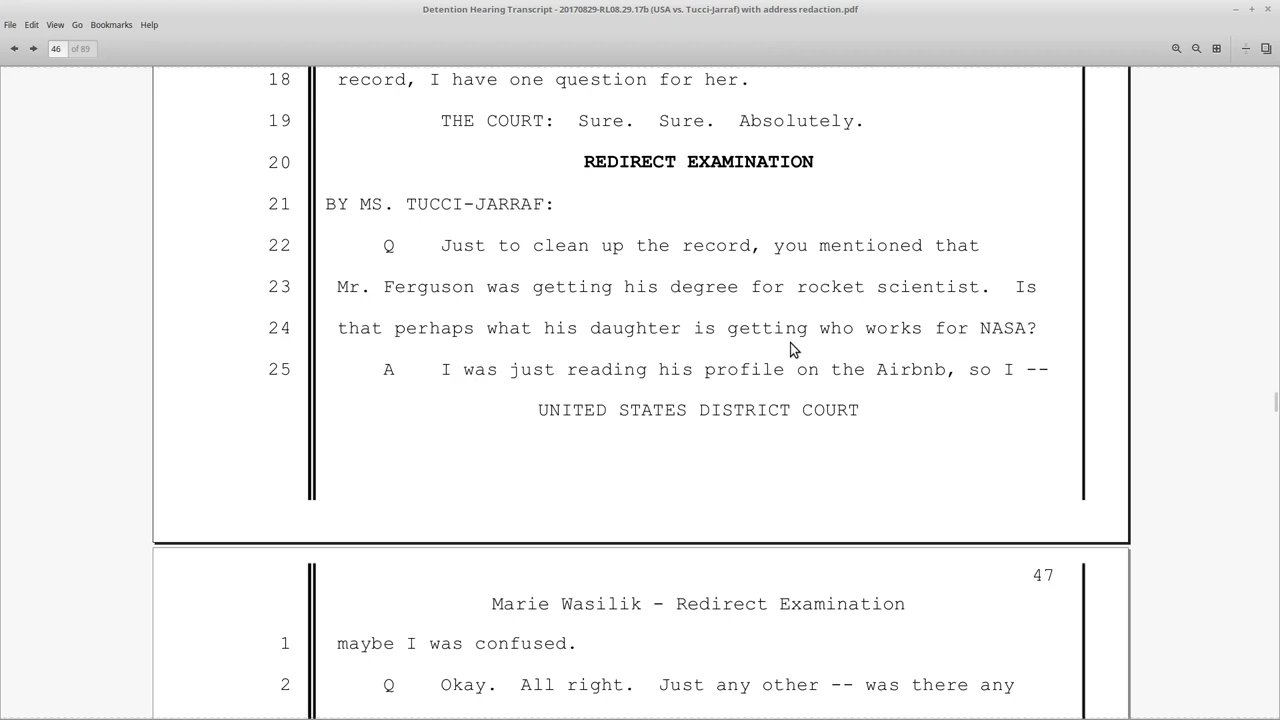 Detention Hearing Transcript - 20170829-RL08.29.17b (USA vs. Tucci-Jarraf) with address redaction.pdf
File Edit View Go Bookmarks Help
46 of 89
18 record, I have one question for her.
19 THE COURT: Sure. Sure. Absolutely.
20 REDIRECT EXAMINATION
21 BY MS. TUCCI-JARRAF:
22 Q Just to clean up the record, you mentioned that
23 Mr. Ferguson was getting his degree for rocket scientist. Is
24 that perhaps what his daughter is getting who works for NASA?
25 A I was just reading his profile on the Airbnb, so I --
UNITED STATES DISTRICT COURT
47
Marie Wasilik - Redirect Examination
1 maybe I was confused.
2 Q Okay. All right. Just any other -- was there any